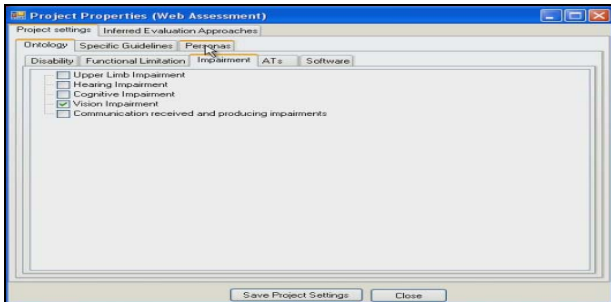 Project Properties (Web Assessment)
Project settings Inferred Evaluation Approaches
Ontology Specific Guidelines Personas
Disability Functional Limitation Impairment ATs Software
Upper Limb Impairment
Hearing Impairment
Cognitive Impairment
Vision Impairment
Communication received and producing impairments
Save Project Settings Close